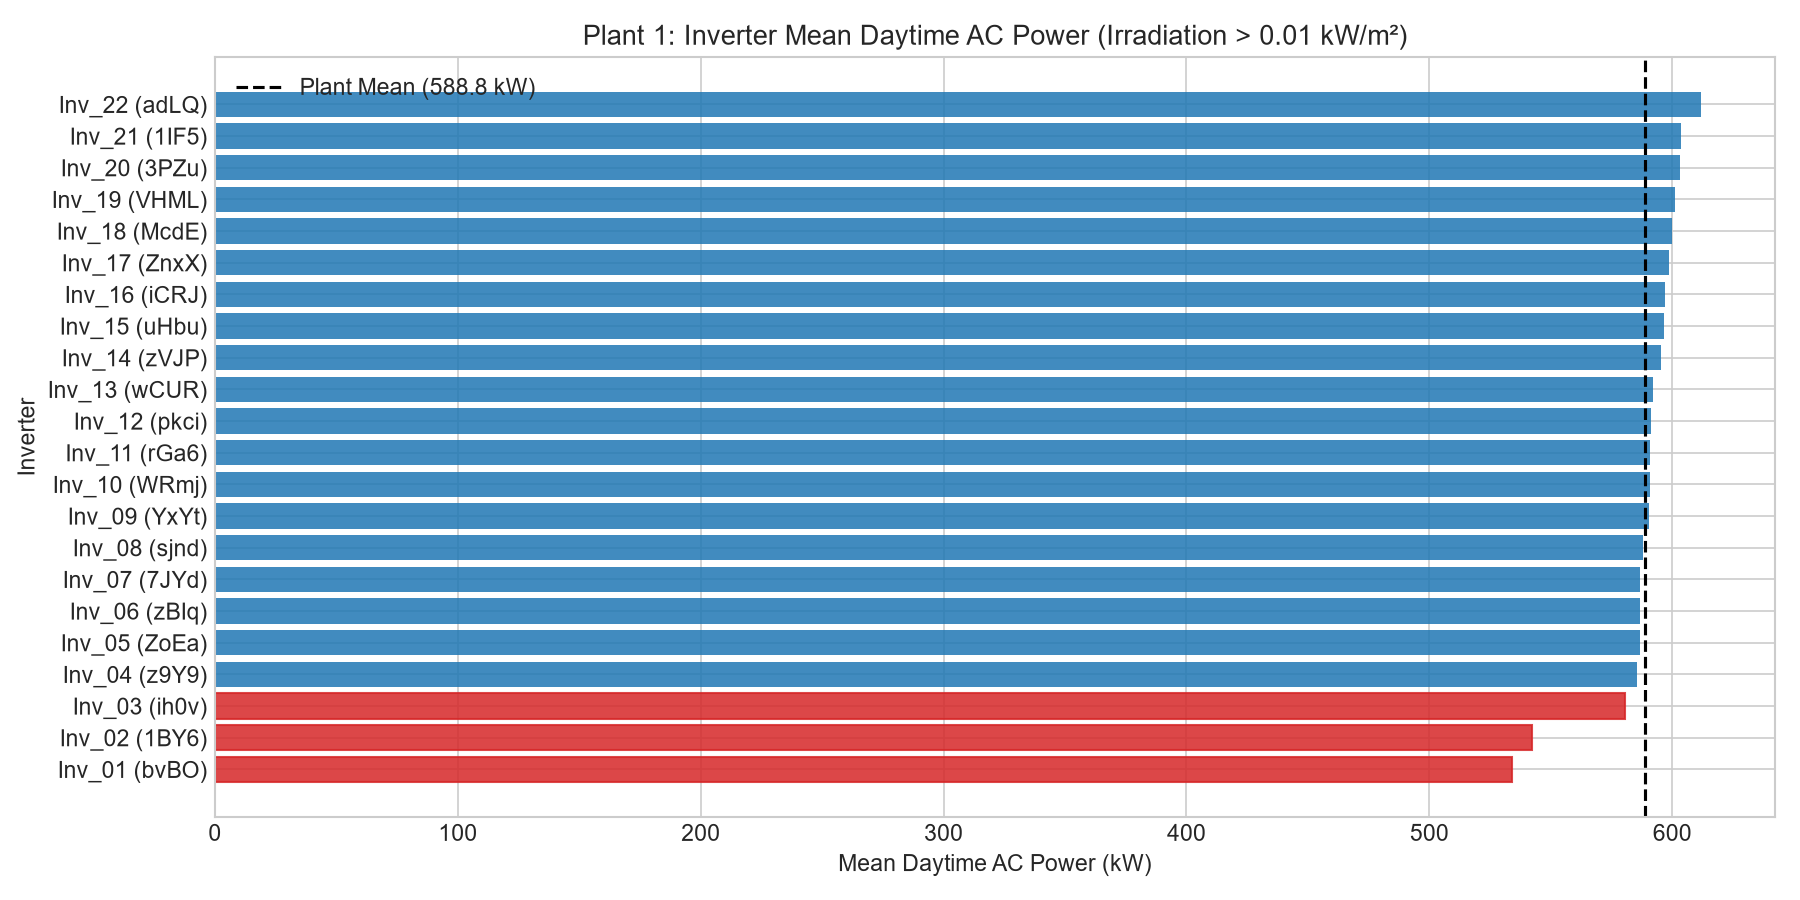 Plant 1: Inverter Mean Daytime AC Power (Irradiation > 0.01 kW/m²)
Plant Mean (588.8 kW)
Inverter
Inv_22 (adLQ)
Inv_21 (1IF5)
Inv_20 (3PZu)
Inv_19 (VHML)
Inv_18 (McdE)
Inv_17 (ZnxX)
Inv_16 (iCRJ)
Inv_15 (uHbu)
Inv_14 (zVJP)
Inv_13 (wCUR)
Inv_12 (pkci)
Inv_11 (rGa6)
Inv_10 (WRmj)
Inv_09 (YxYt)
Inv_08 (sjnd)
Inv_07 (7JYd)
Inv_06 (zBIq)
Inv_05 (ZoEa)
Inv_04 (z9Y9)
Inv_03 (ih0v)
Inv_02 (1BY6)
Inv_01 (bvBO)
0 100 200 300 400 500 600
Mean Daytime AC Power (kW)